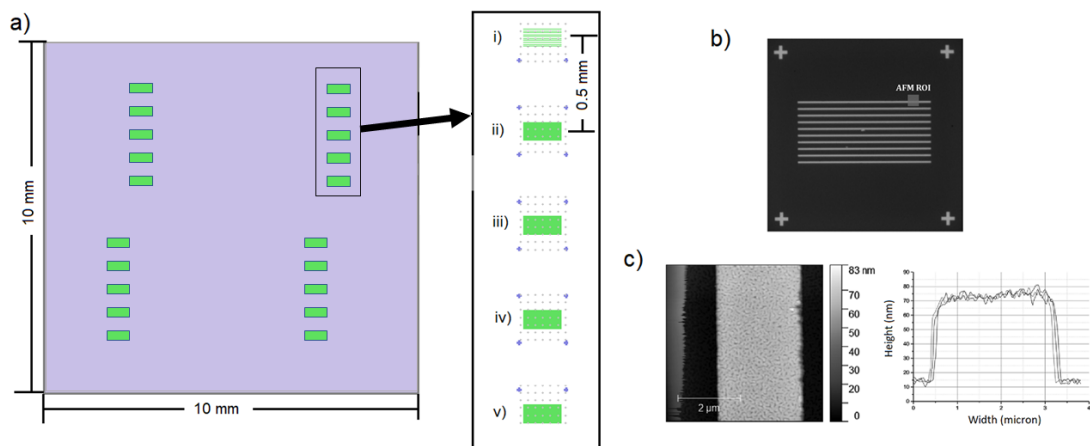 a)
10 mm
10 mm
i)
ii)
iii)
iv)
v)
0.5 mm
b)
AFM ROI
c)
2 µm
83 nm
70
60
50
40
30
20
10
0
Height (nm)
90
80
70
60
50
40
30
20
10
0
0 1 2 3 4
Width (micron)